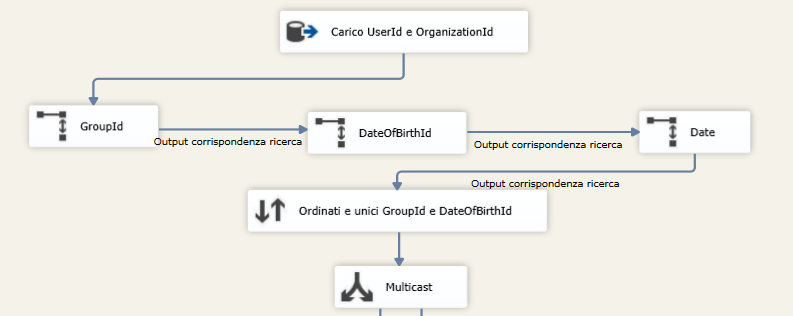 Carico UserId e OrganizationId
GroupId
Output corrispondenza ricerca
DateOfBirthId
Output corrispondenza ricerca
Date
Output corrispondenza ricerca
Ordinati e unici GroupId e DateOfBirthId
Multicast